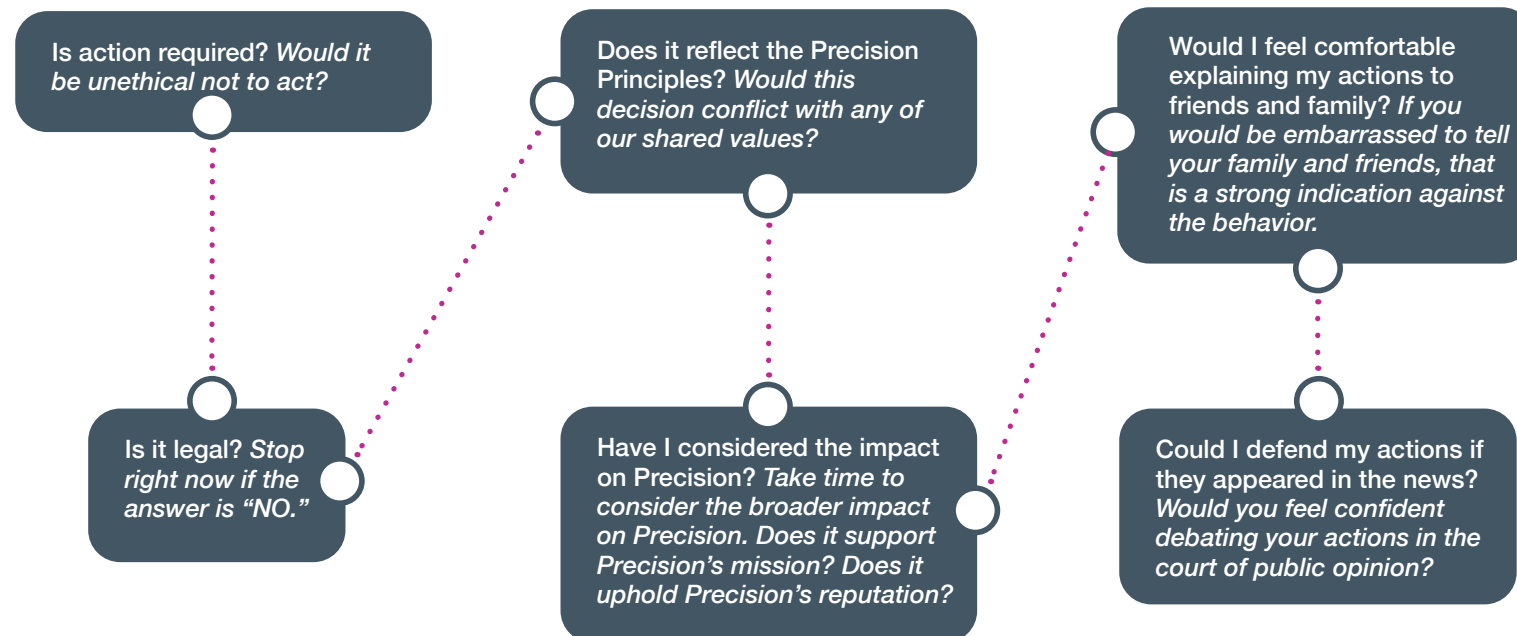 Is action required? Would it
be unethical not to act?
Is it legal? Stop
right now if the
answer is “NO.”
Does it reflect the Precision
Principles? Would this
decision conflict with any of
our shared values?
Have I considered the impact
on Precision? Take time to
consider the broader impact
on Precision. Does it support
Precision’s mission? Does it
uphold Precision’s reputation?
Would I feel comfortable
explaining my actions to
friends and family? If you
would be embarrassed to tell
your family and friends, that
is a strong indication against
the behavior.
Could I defend my actions if
they appeared in the news?
Would you feel confident
debating your actions in the
court of public opinion?